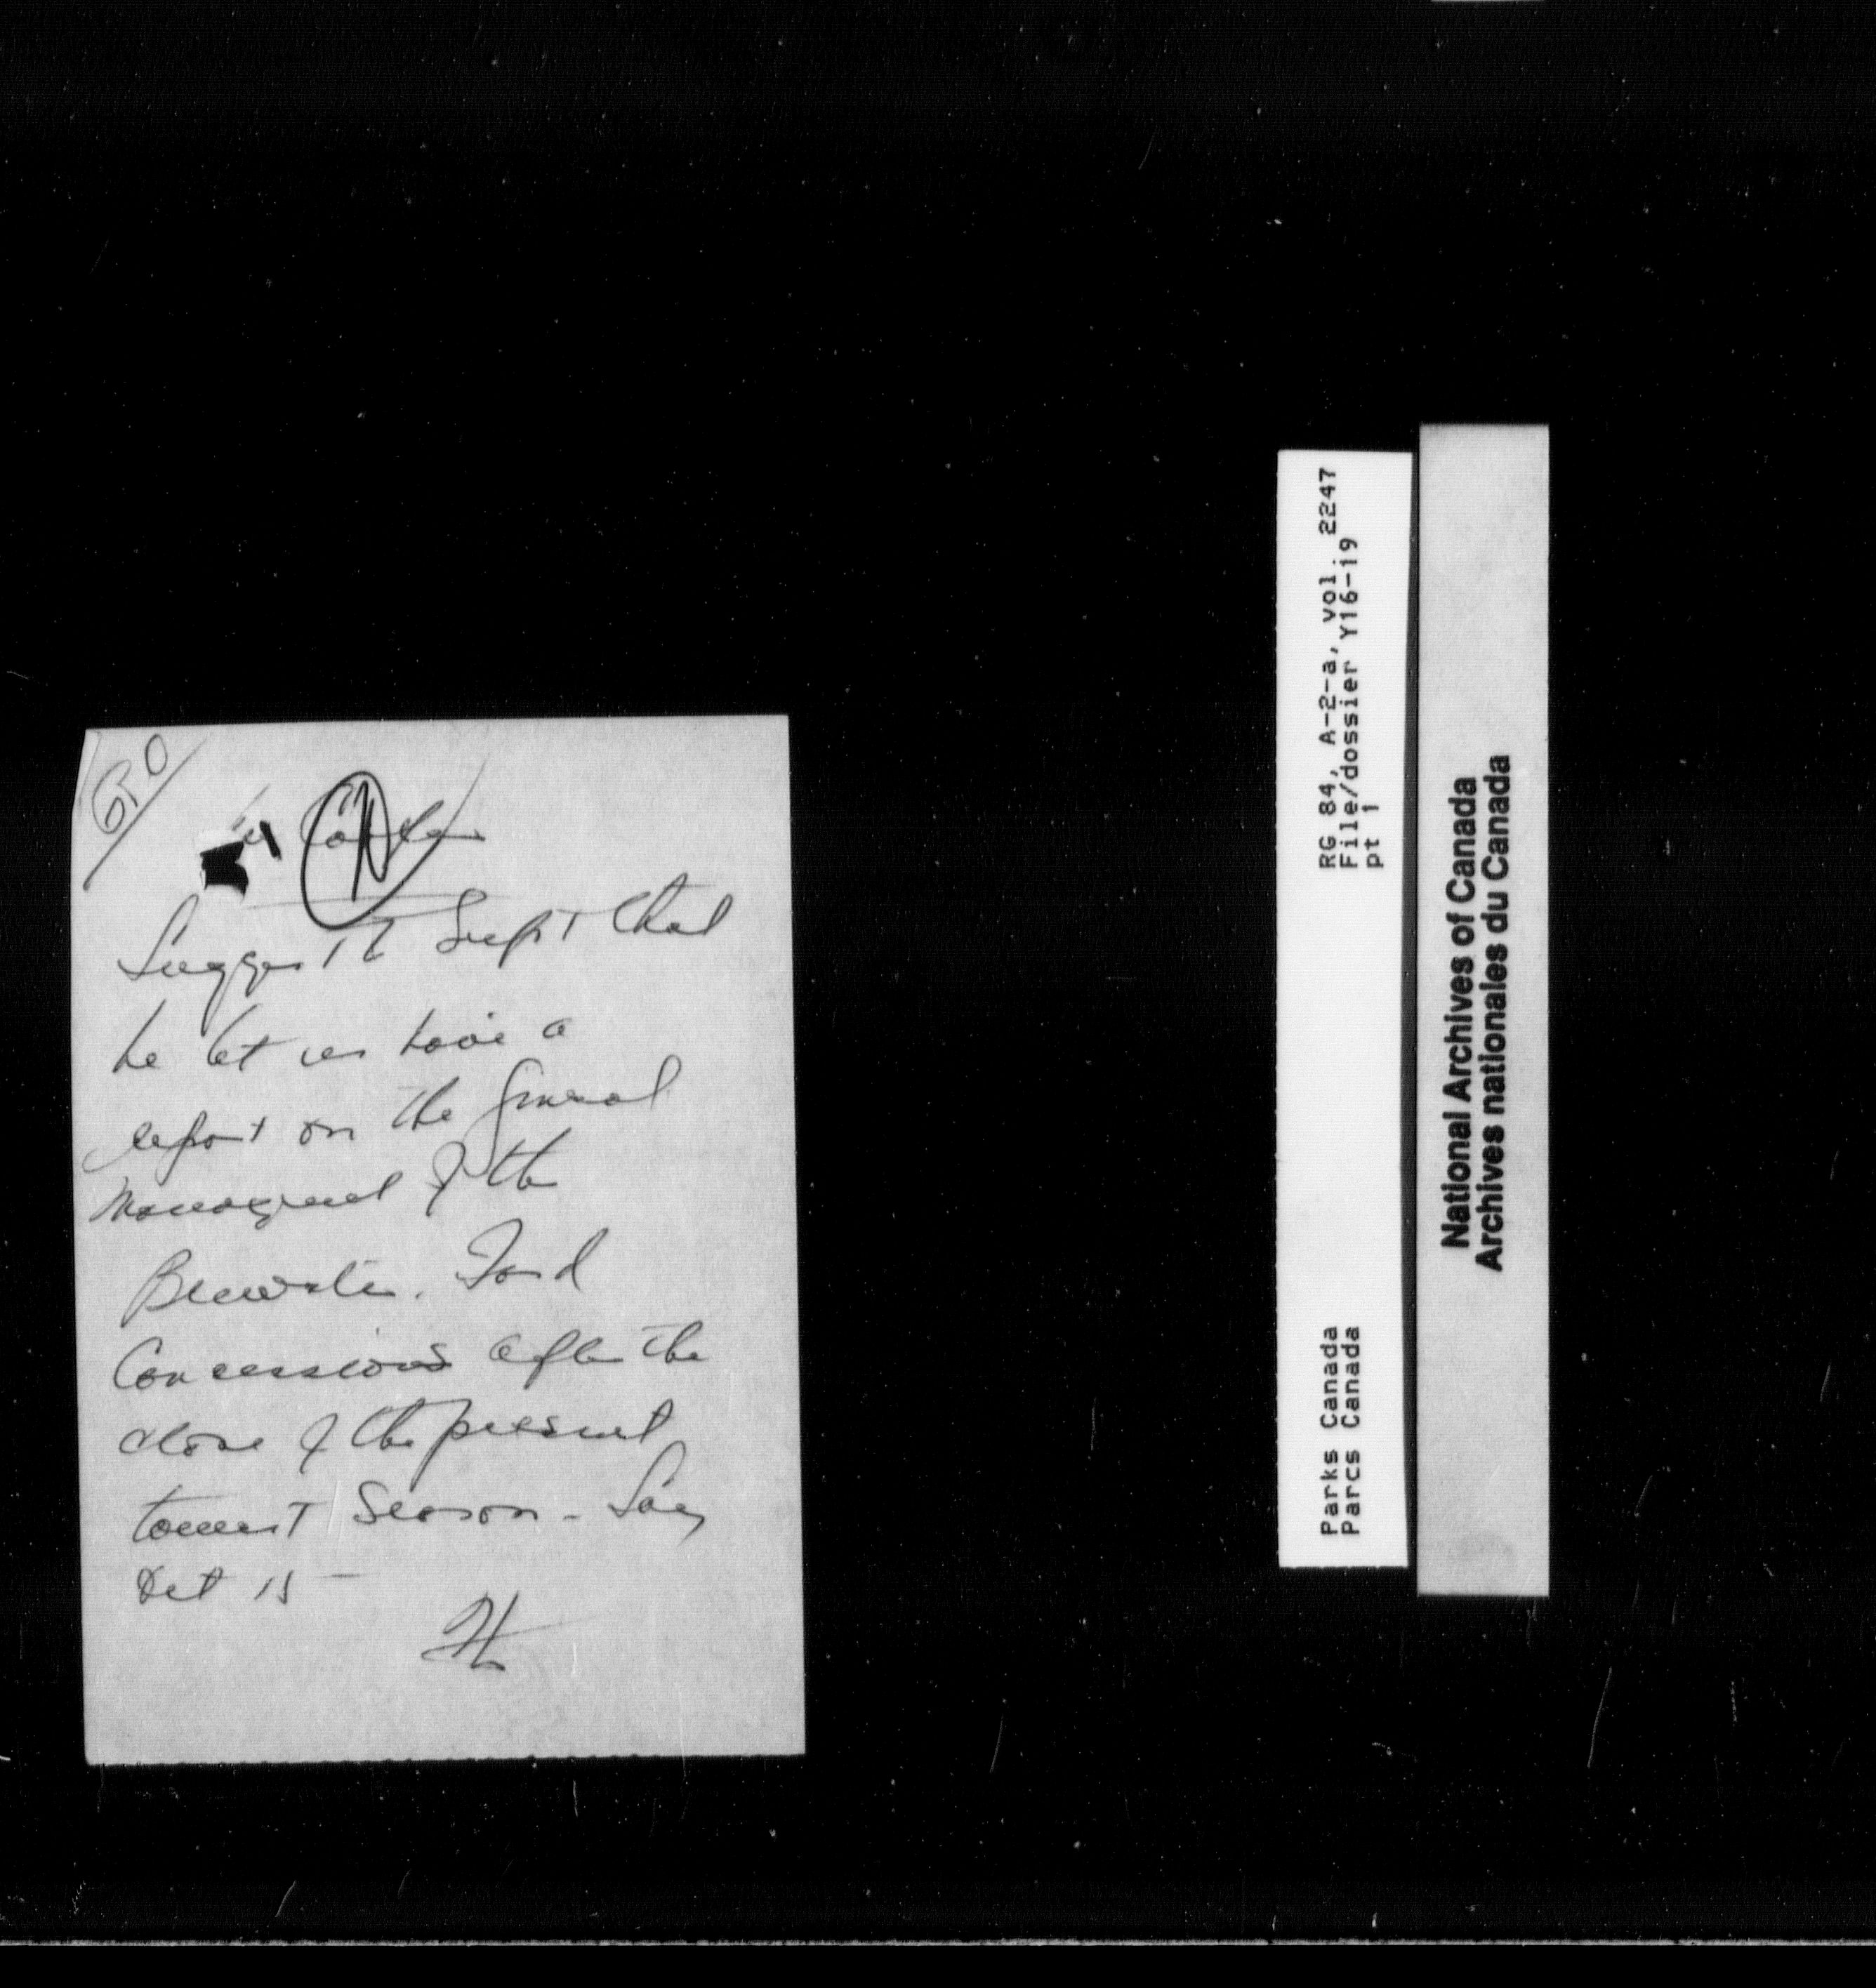 60
Suggest to Supt that
he let us have a
report on the general
management of the
Brewster. Ford
Concessions after the
close of the present
tourist season - Say
Oct 15 -
RG 84, A-2-a, vol. 2247
File/dossier Y16-19
pt 1
Parks Canada
Parcs Canada
National Archives of Canada
Archives nationales du Canada